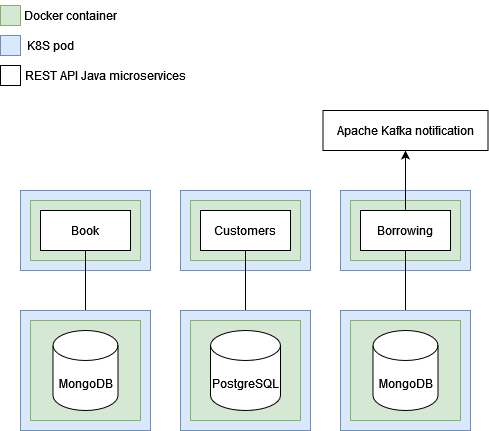 Docker container
K8S pod
REST API Java microservices
Apache Kafka notification
Book
Customers
Borrowing
MongoDB
PostgreSQL
MongoDB